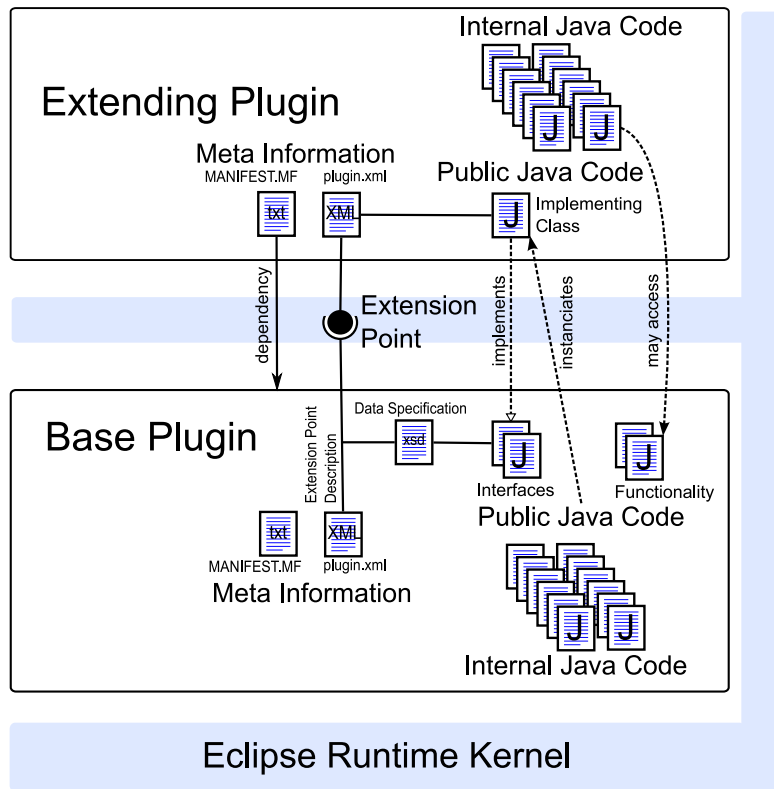 Internal Java Code
Extending Plugin
J J
Meta Information
MANIFEST.MF plugin.xml
Public Java Code
txt XML J
Implementing
Class
dependency
Extension
Point
implements
instanciates
may access
Base Plugin
Data Specification
Extension Point
Description
xsd
J J
Interfaces
Functionality
Public Java Code
txt XML
MANIFEST.MF plugin.xml
Meta Information
J J
Internal Java Code
Eclipse Runtime Kernel